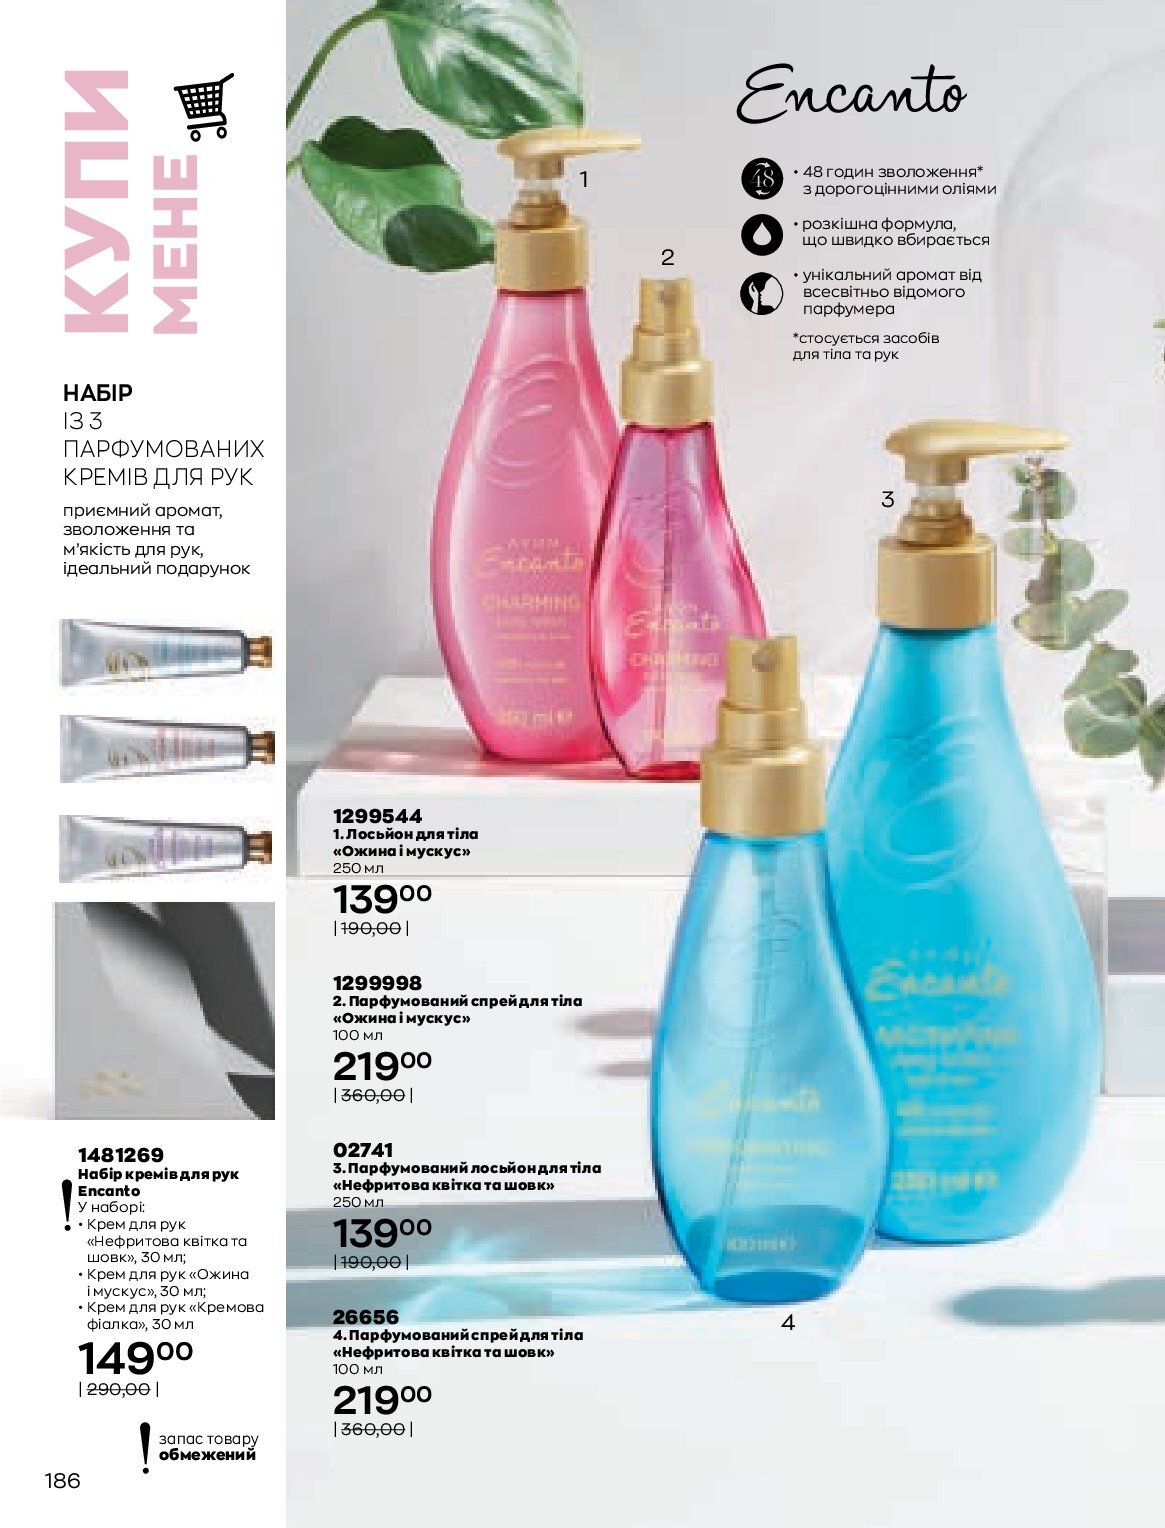 КУПИ
МЕНЕ
НАБІР
ІЗ 3
ПАРФУМОВАНИХ
КРЕМІВ ДЛЯ РУК
приємний аромат,
зволоження та
м'якість для рук,
ідеальний подарунок
1481269
Набір кремів для рук
Encanto
У наборі:
• Крем для рук
«Нефритова квітка та
шовк», 30 мл;
• Крем для рук «Ожина
і мускус», 30 мл;
• Крем для рук «Кремова
фіалка», 30 мл
149 00
| 290,00 |
запас товару
обмежений
186
Encanto
48
• 48 годин зволоження*
з дорогоцінними оліями
• розкішна формула,
що швидко вбирається
• унікальний аромат від
всесвітньо відомого
парфумера
*стосується засобів
для тіла та рук
1
2
3
4
AVON
Encanto
CHARMING
Encanto
CHARMING
Encanto
1299544
1. Лосьйон для тіла
«Ожина і мускус»
250 мл
139 00
| 190,00 |
1299998
2. Парфумований спрей для тіла
«Ожина і мускус»
100 мл
219 00
| 360,00 |
02741
3. Парфумований лосьйон для тіла
«Нефритова квітка та шовк»
250 мл
139 00
| 190,00 |
26656
4. Парфумований спрей для тіла
«Нефритова квітка та шовк»
100 мл
219 00
| 360,00 |